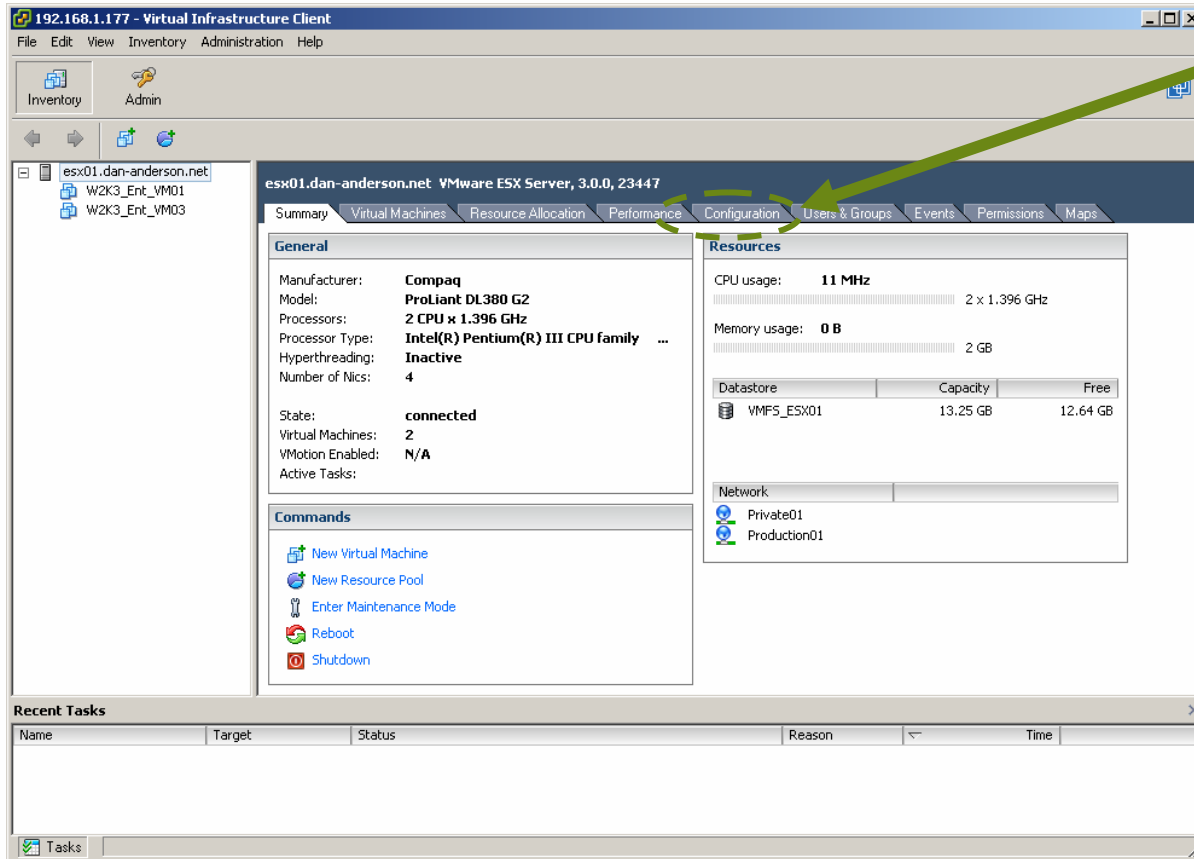 192.168.1.177 - Virtual Infrastructure Client
File Edit View Inventory Administration Help
Inventory Admin
esx01.dan-anderson.net
W2K3_Ent_VM01
W2K3_Ent_VM03
esx01.dan-anderson.net VMware ESX Server, 3.0.0, 23447
Summary Virtual Machines Resource Allocation Performance Configuration Users & Groups Events Permissions Maps
General
Manufacturer: Compaq
Model: ProLiant DL380 G2
Processors: 2 CPU x 1.396 GHz
Processor Type: Intel(R) Pentium(R) III CPU family ...
Hyperthreading: Inactive
Number of Nics: 4
State: connected
Virtual Machines: 2
VMotion Enabled: N/A
Active Tasks:
Commands
New Virtual Machine
New Resource Pool
Enter Maintenance Mode
Reboot
Shutdown
Resources
CPU usage: 11 MHz
2 x 1.396 GHz
Memory usage: 0 B
2 GB
Datastore Capacity Free
VMFS_ESX01 13.25 GB 12.64 GB
Network
Private01
Production01
Recent Tasks
Name Target Status Reason Time
Tasks